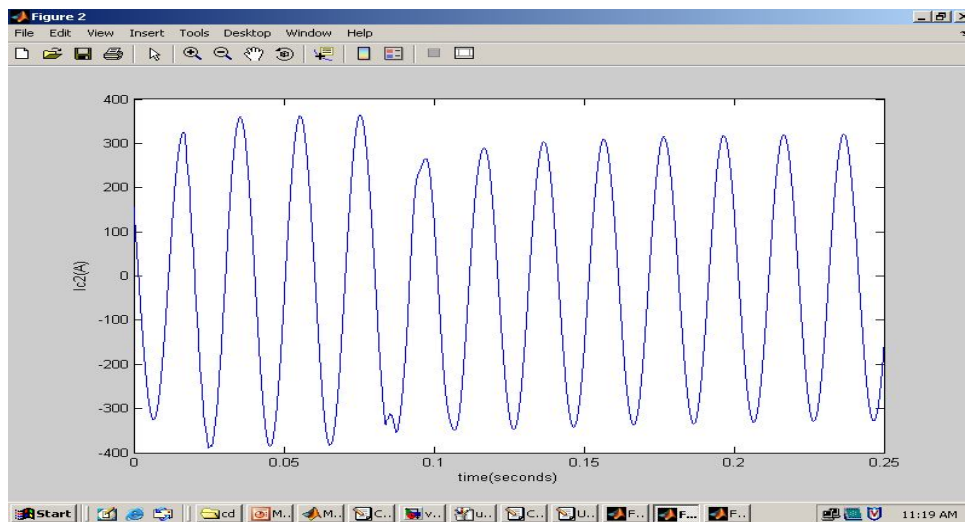 Figure 2
File Edit View Insert Tools Desktop Window Help
400
300
200
100
0
-100
-200
-300
-400
Ic2(A)
0 0.05 0.1 0.15 0.2 0.25
time(seconds)
Start cd M.. M.. C.. v.. u.. C.. U.. F.. F... F.. 11:19 AM